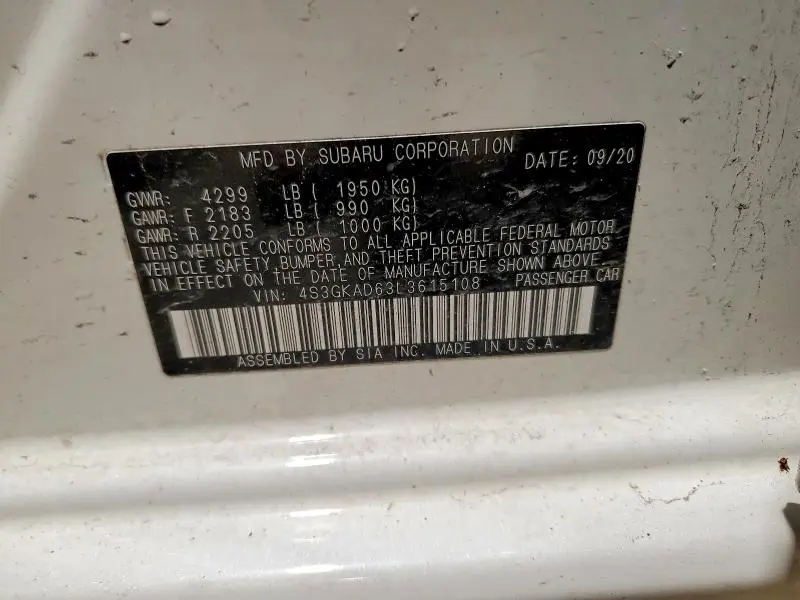 MFD BY SUBARU CORPORATION DATE: 09/20
GVWR: 4299 LB ( 1950 KG)
GAWR: F 2183 LB ( 990 KG)
GAWR: R 2205 LB ( 1000 KG)
THIS VEHICLE CONFORMS TO ALL APPLICABLE FEDERAL MOTOR
VEHICLE SAFETY, BUMPER, AND THEFT PREVENTION STANDARDS
IN EFFECT ON THE DATE OF MANUFACTURE SHOWN ABOVE
VIN: 4S3GKAD63L3615108 PASSENGER CAR
ASSEMBLED BY SIA INC. MADE IN U.S.A.